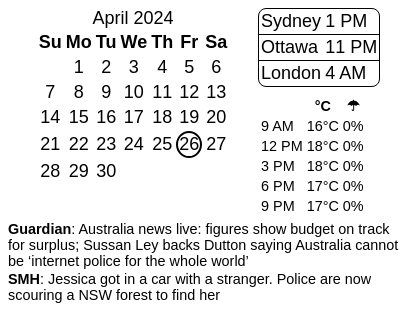 April 2024
Su Mo Tu We Th Fr Sa
1 2 3 4 5 6
7 8 9 10 11 12 13
14 15 16 17 18 19 20
21 22 23 24 25 26 27
28 29 30
Sydney 1 PM
Ottawa 11 PM
London 4 AM
°C ☂
9 AM 16°C 0%
12 PM 18°C 0%
3 PM 18°C 0%
6 PM 17°C 0%
9 PM 17°C 0%
Guardian: Australia news live: figures show budget on track
for surplus; Sussan Ley backs Dutton saying Australia cannot
be ‘internet police for the whole world’
SMH: Jessica got in a car with a stranger. Police are now
scouring a NSW forest to find her